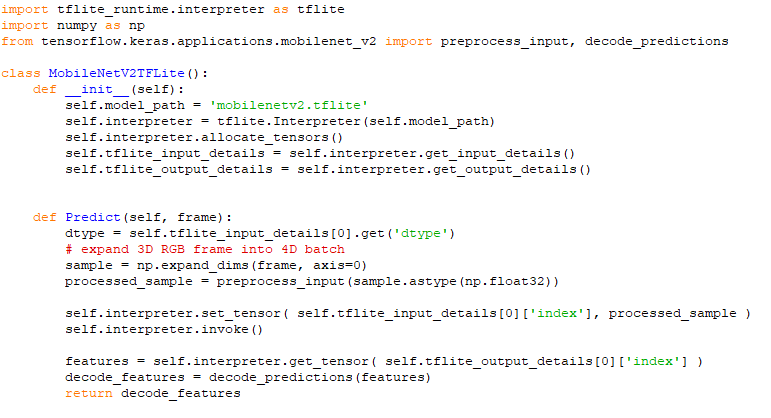 import tflite_runtime.interpreter as tflite
import numpy as np
from tensorflow.keras.applications.mobilenet_v2 import preprocess_input, decode_predictions

class MobileNetV2TFLite():
    def __init__(self):
        self.model_path = 'mobilenetv2.tflite'
        self.interpreter = tflite.Interpreter(self.model_path)
        self.interpreter.allocate_tensors()
        self.tflite_input_details = self.interpreter.get_input_details()
        self.tflite_output_details = self.interpreter.get_output_details()


    def Predict(self, frame):
        dtype = self.tflite_input_details[0].get('dtype')
        # expand 3D RGB frame into 4D batch
        sample = np.expand_dims(frame, axis=0)
        processed_sample = preprocess_input(sample.astype(np.float32))

        self.interpreter.set_tensor( self.tflite_input_details[0]['index'], processed_sample )
        self.interpreter.invoke()

        features = self.interpreter.get_tensor( self.tflite_output_details[0]['index'] )
        decode_features = decode_predictions(features)
        return decode_features